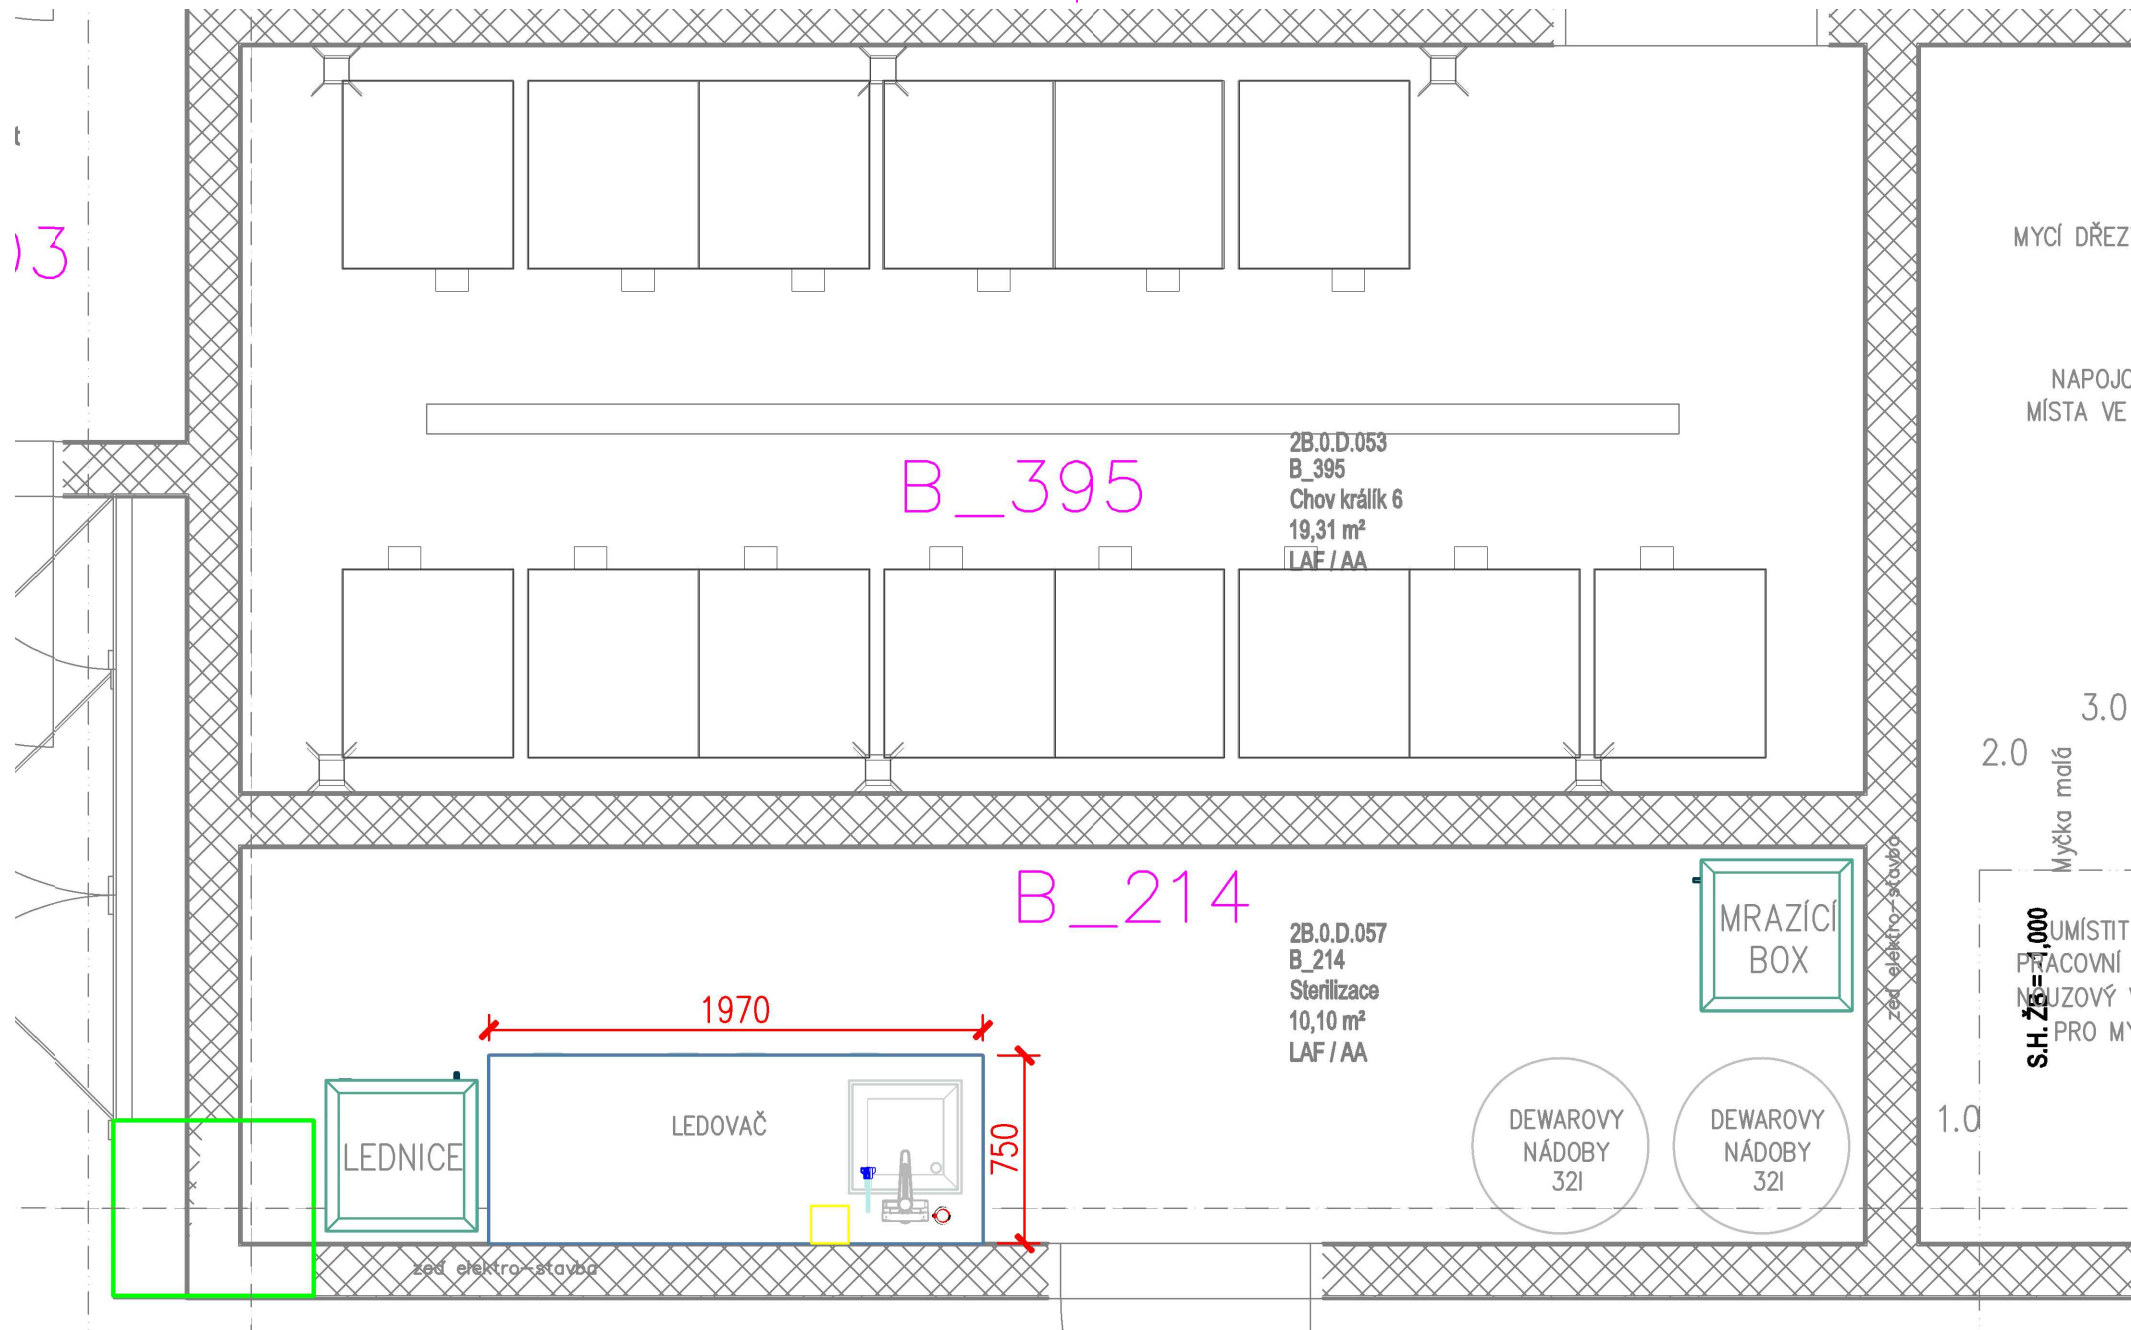 t
03
MYCÍ DŘEZ
NAPOJO
MÍSTA VE
B_395
2B.0.D.053
B_395
Chov králík 6
19,31 m²
LAF / AA
3.0
2.0
Myčka malá
B_214
2B.0.D.057
B_214
Sterilizace
10,10 m²
LAF / AA
MRAZÍCÍ
BOX
zeď elektro-stavba
S.H. ŽB = -1,000
UMÍSTIT
PRACOVNÍ
NOUZOVÝ V
PRO MY
1970
750
LEDNICE
LEDOVAČ
DEWAROVY
NÁDOBY
32l
DEWAROVY
NÁDOBY
32l
1.0
zeď elektro-stavba